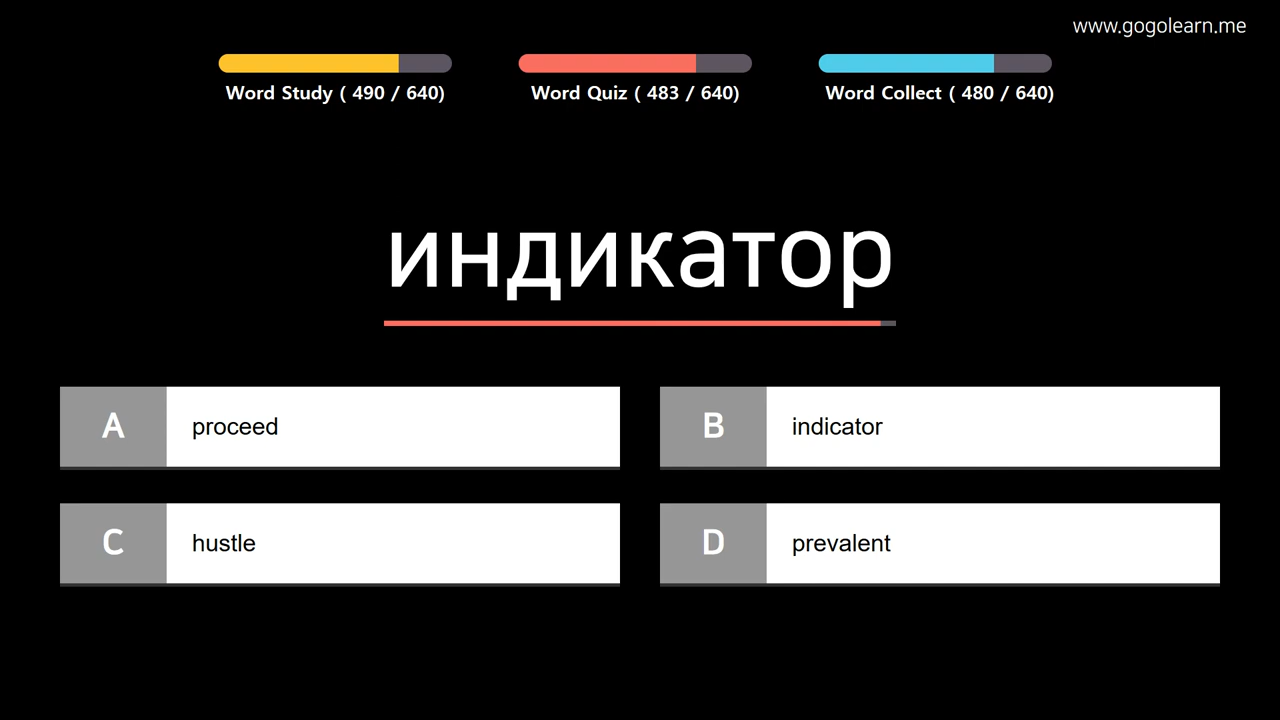 www.gogolearn.me
Word Study ( 490 / 640)
Word Quiz ( 483 / 640)
Word Collect ( 480 / 640)
индикатор
A proceed
B indicator
C hustle
D prevalent